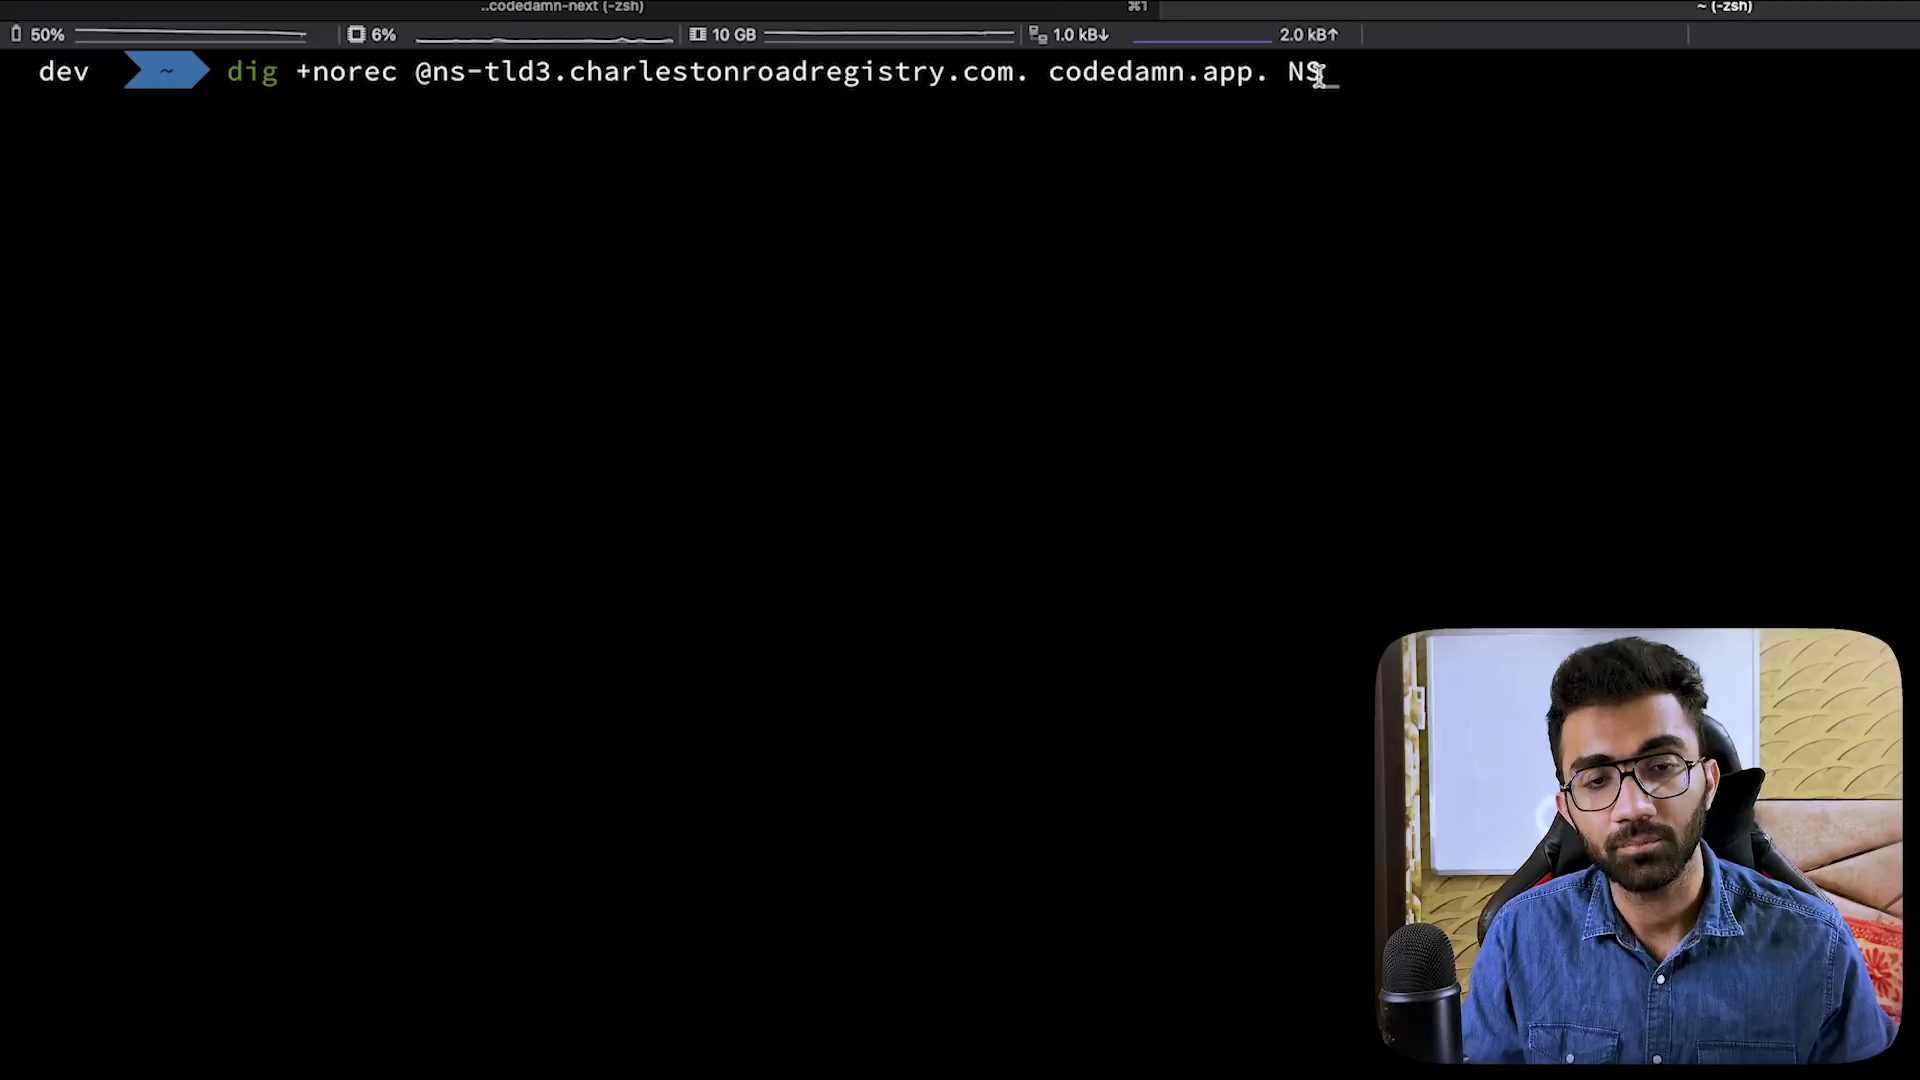 ..codedamn-next (-zsh) ⌘1 ~ (-zsh)
50% 6% 10 GB 1.0 kB↓ 2.0 kB↑
dev ~ dig +norec @ns-tld3.charlestonroadregistry.com. codedamn.app. NS